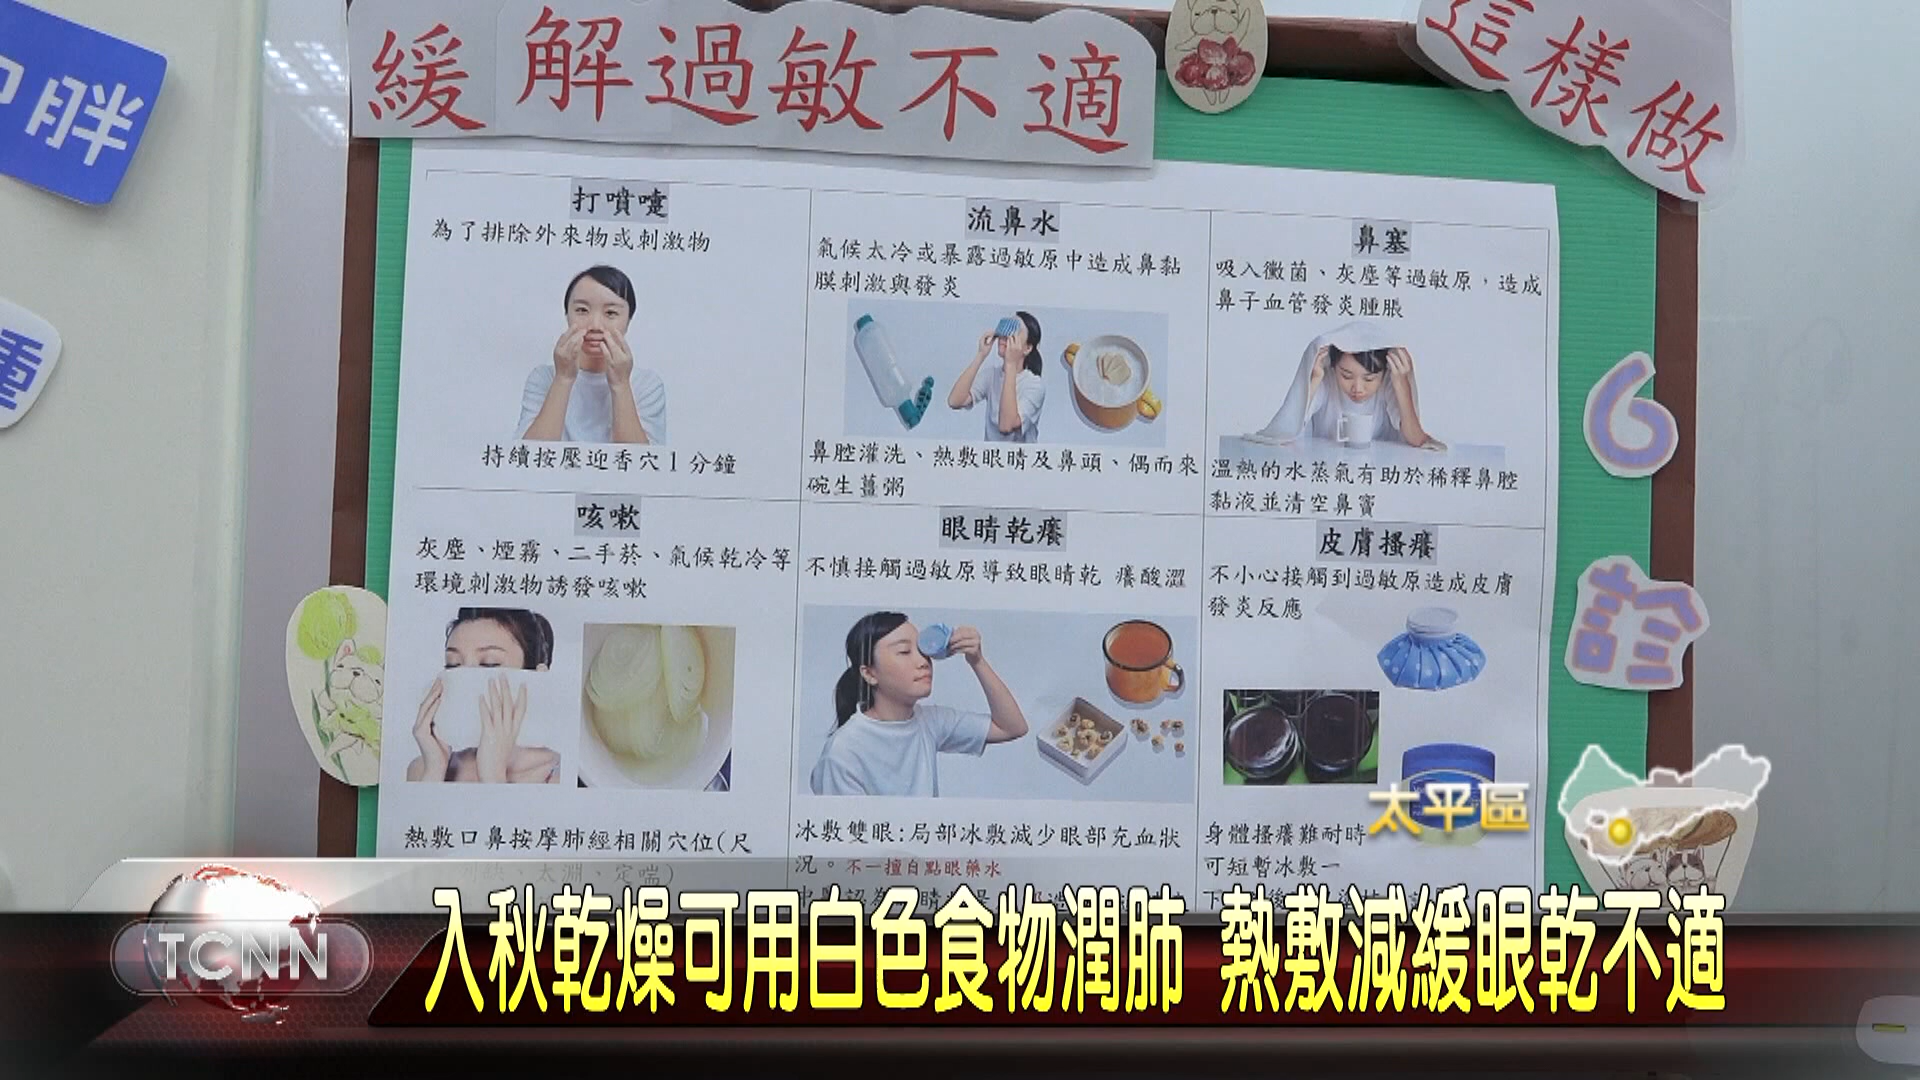 中胖
重
緩解過敏不適
這樣做
打噴嚏
為了排除外來物或刺激物
持續按壓迎香穴1分鐘
流鼻水
氣候太冷或暴露過敏原中造成鼻黏
膜刺激與發炎
鼻腔灌洗、熱敷眼睛及鼻頭、偶而來
碗生薑粥
鼻塞
吸入黴菌、灰塵等過敏原，造成
鼻子血管發炎腫脹
溫熱的水蒸氣有助於稀釋鼻腔
黏液並清空鼻竇
咳嗽
灰塵、煙霧、二手菸、氣候乾冷等
環境刺激物誘發咳嗽
熱敷口鼻按摩肺經相關穴位(尺
太淵、定喘)
眼睛乾癢
不慎接觸過敏原導致眼睛乾 癢酸澀
冰敷雙眼:局部冰敷減少眼部充血狀
況。不一擅自點眼藥水
皮膚搔癢
不小心接觸到過敏原造成皮膚
發炎反應
身體搔癢難耐時
可短暫冰敷一
下
6
診
太平區
TCNN
入秋乾燥可用白色食物潤肺 熱敷減緩眼乾不適